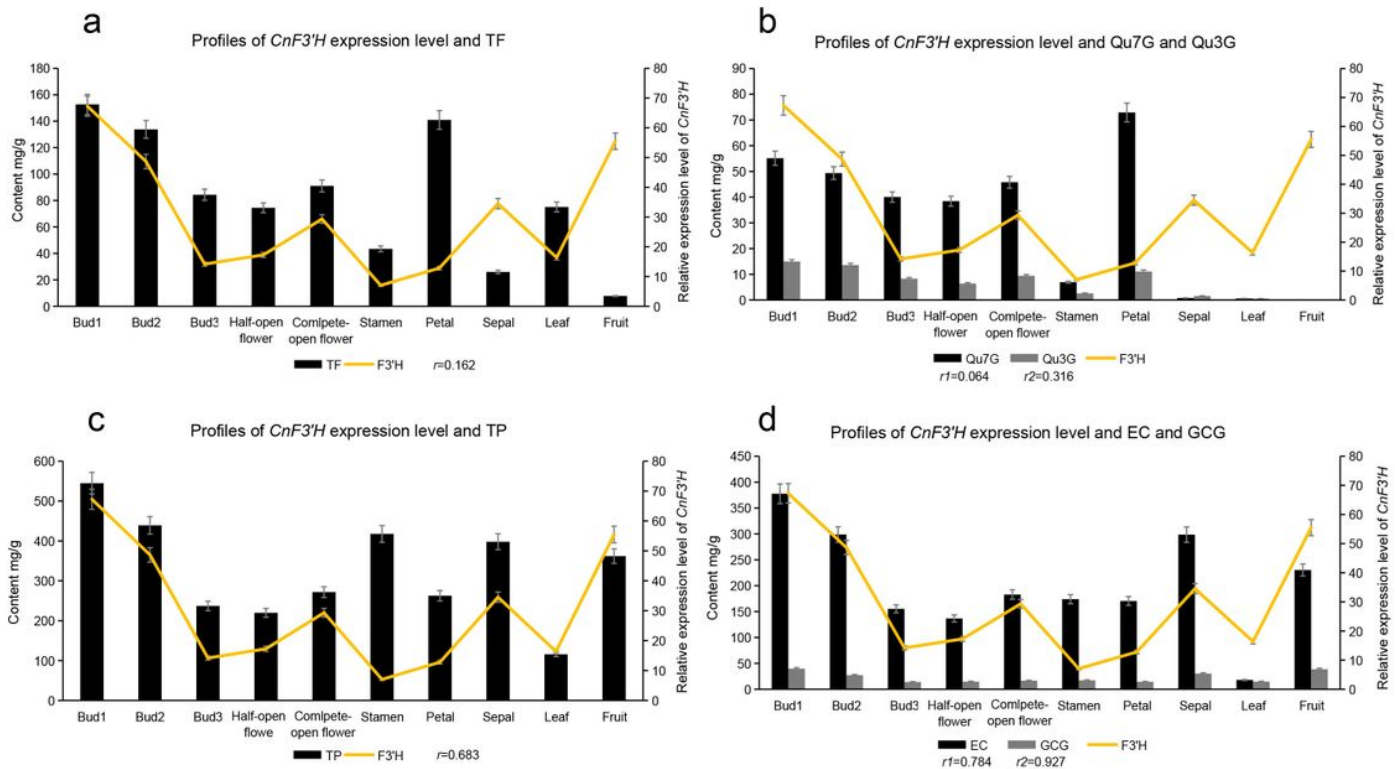 a
Profiles of CnF3'H expression level and TF
Content mg/g
180
160
140
120
100
80
60
40
20
0
80
70
60
50
40
30
20
10
0
Relative expression level of CnF3'H
Bud1 Bud2 Bud3 Half-open Comlpete- Stamen Petal Sepal Leaf Fruit
flower open flower
TF F3'H r=0.162
b
Profiles of CnF3'H expression level and Qu7G and Qu3G
Content mg/g
90
80
70
60
50
40
30
20
10
0
80
70
60
50
40
30
20
10
0
Relative expression level of CnF3'H
Bud1 Bud2 Bud3 Half-open Comlpete- Stamen Petal Sepal Leaf Fruit
flower open flower
Qu7G Qu3G F3'H
r1=0.064 r2=0.316
c
Profiles of CnF3'H expression level and TP
Content mg/g
600
500
400
300
200
100
0
80
70
60
50
40
30
20
10
0
Relative expression level of CnF3'H
Bud1 Bud2 Bud3 Half-open Comlpete- Stamen Petal Sepal Leaf Fruit
flowe open flower
TP F3'H r=0.683
d
Profiles of CnF3'H expression level and EC and GCG
Content mg/g
450
400
350
300
250
200
150
100
50
0
80
70
60
50
40
30
20
10
0
Relative expression level of CnF3'H
Bud1 Bud2 Bud3 Half-open Comlpete- Stamen Petal Sepal Leaf Fruit
flower open flower
EC GCG F3'H
r1=0.784 r2=0.927